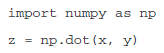 import numpy as np
z = np.dot(x, y)